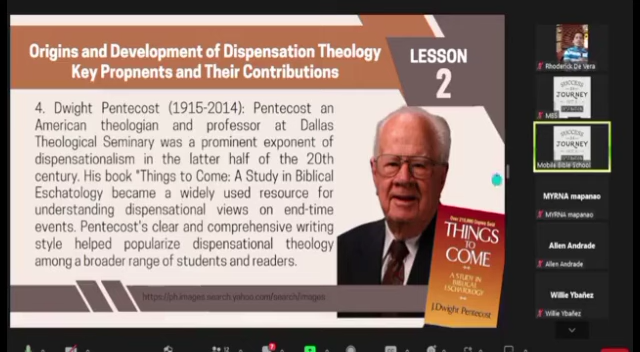 Origins and Development of Dispensation Theology
Key Propnents and Their Contributions
LESSON
2
4. Dwight Pentecost (1915-2014): Pentecost an
American theologian and professor at Dallas
Theological Seminary was a prominent exponent of
dispensationalism in the latter half of the 20th
century. His book "Things to Come: A Study in Biblical
Eschatology became a widely used resource for
understanding dispensational views on end-time
events. Pentecost's clear and comprehensive writing
style helped popularize dispensational theology
among a broader range of students and readers.
THINGS
TO
COME
A STUDY IN
BIBLICAL
ESCHATOLOGY
J. Dwight Pentecost
https://ph.images.search.yahoo.com/search/images
Rhoderick De Vera
JOURNEY
JOURNEY
Mobile Bible School
MYRNA mapanao
MYRNA mapanao
Allen Andrade
Allen Andrade
Willie Ybañez
Willie Ybañez